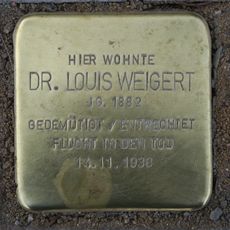 HIER WOHNTE
DR. LOUIS WEIGERT
JG. 1882
GEDEMÜTIGT / ENTRECHTET
FLUCHT IN DEN TOD
14.11.1938